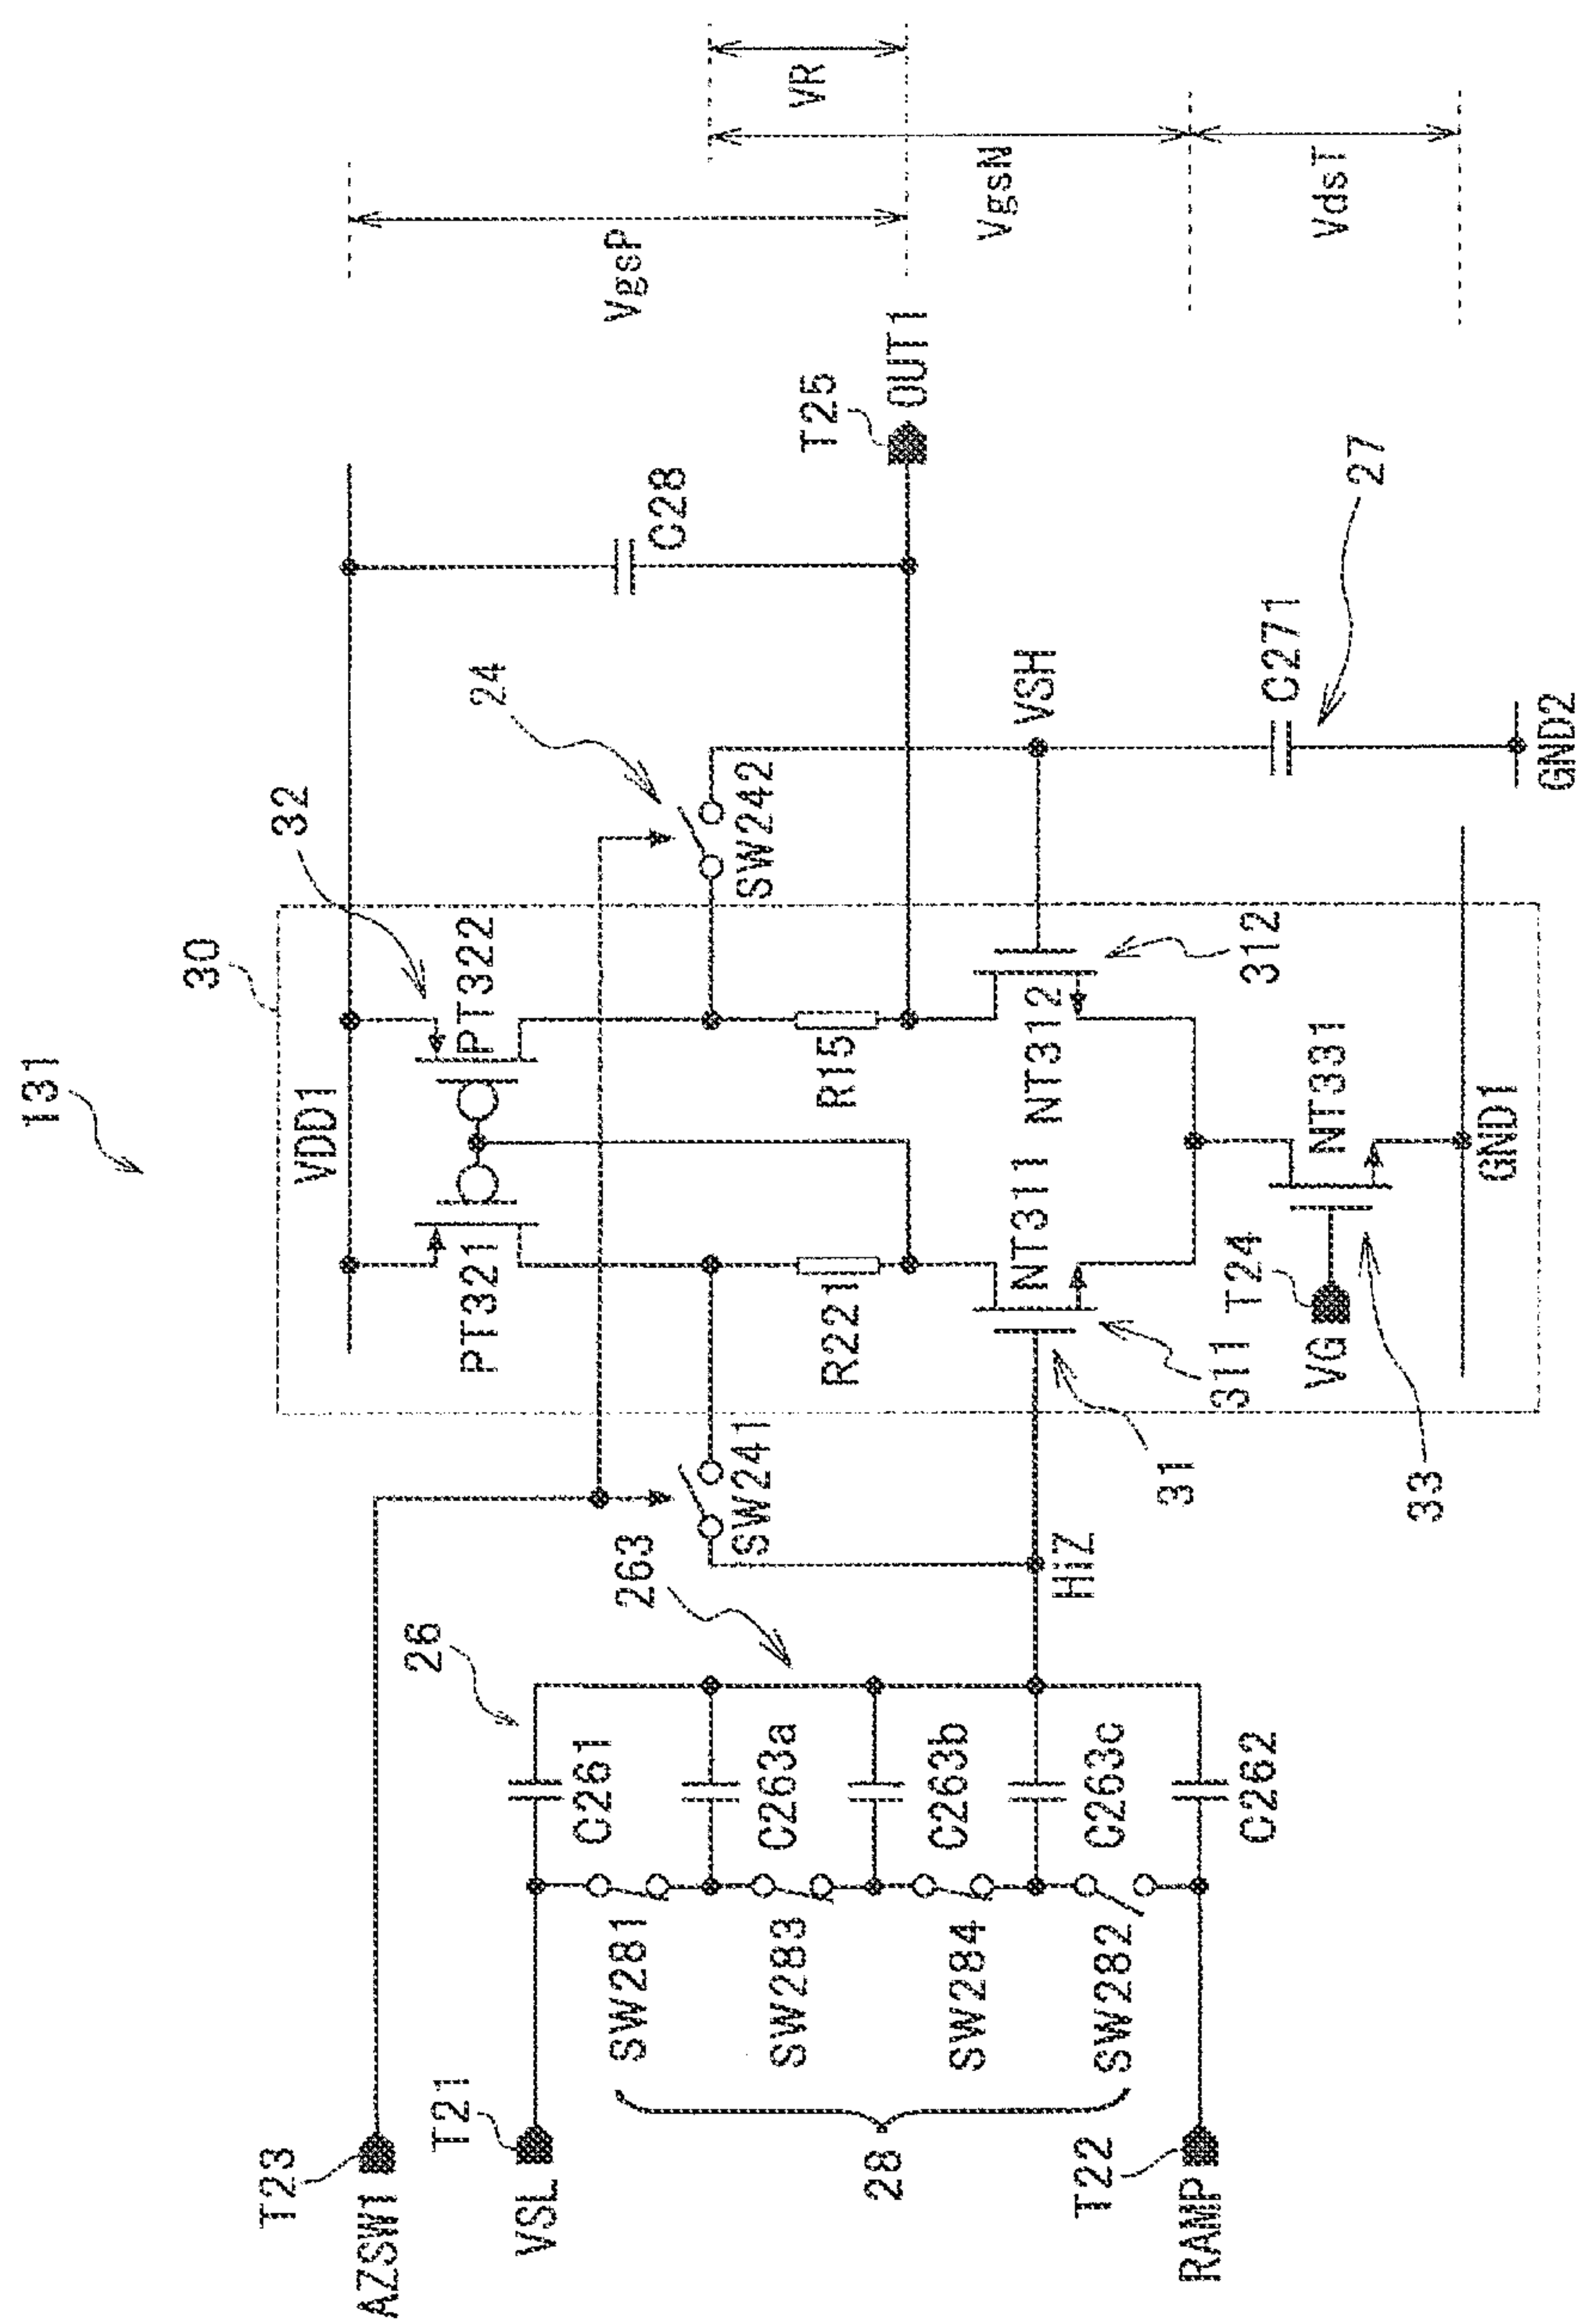 131
30
32
24
VDD1
PT321
PT322
SW242
C28
T25
OUT1
VgsP
VR
VgsN
VdsT
T23
AZSW1
T21
VSL
26
263
C261
SW281
C263a
SW283
C263b
SW284
C263c
SW282
C262
28
T22
RAMP
SW241
HiZ
R221
R15
NT311
NT312
311
312
31
VSH
C271
27
GND2
T24
VG
NT331
33
GND1